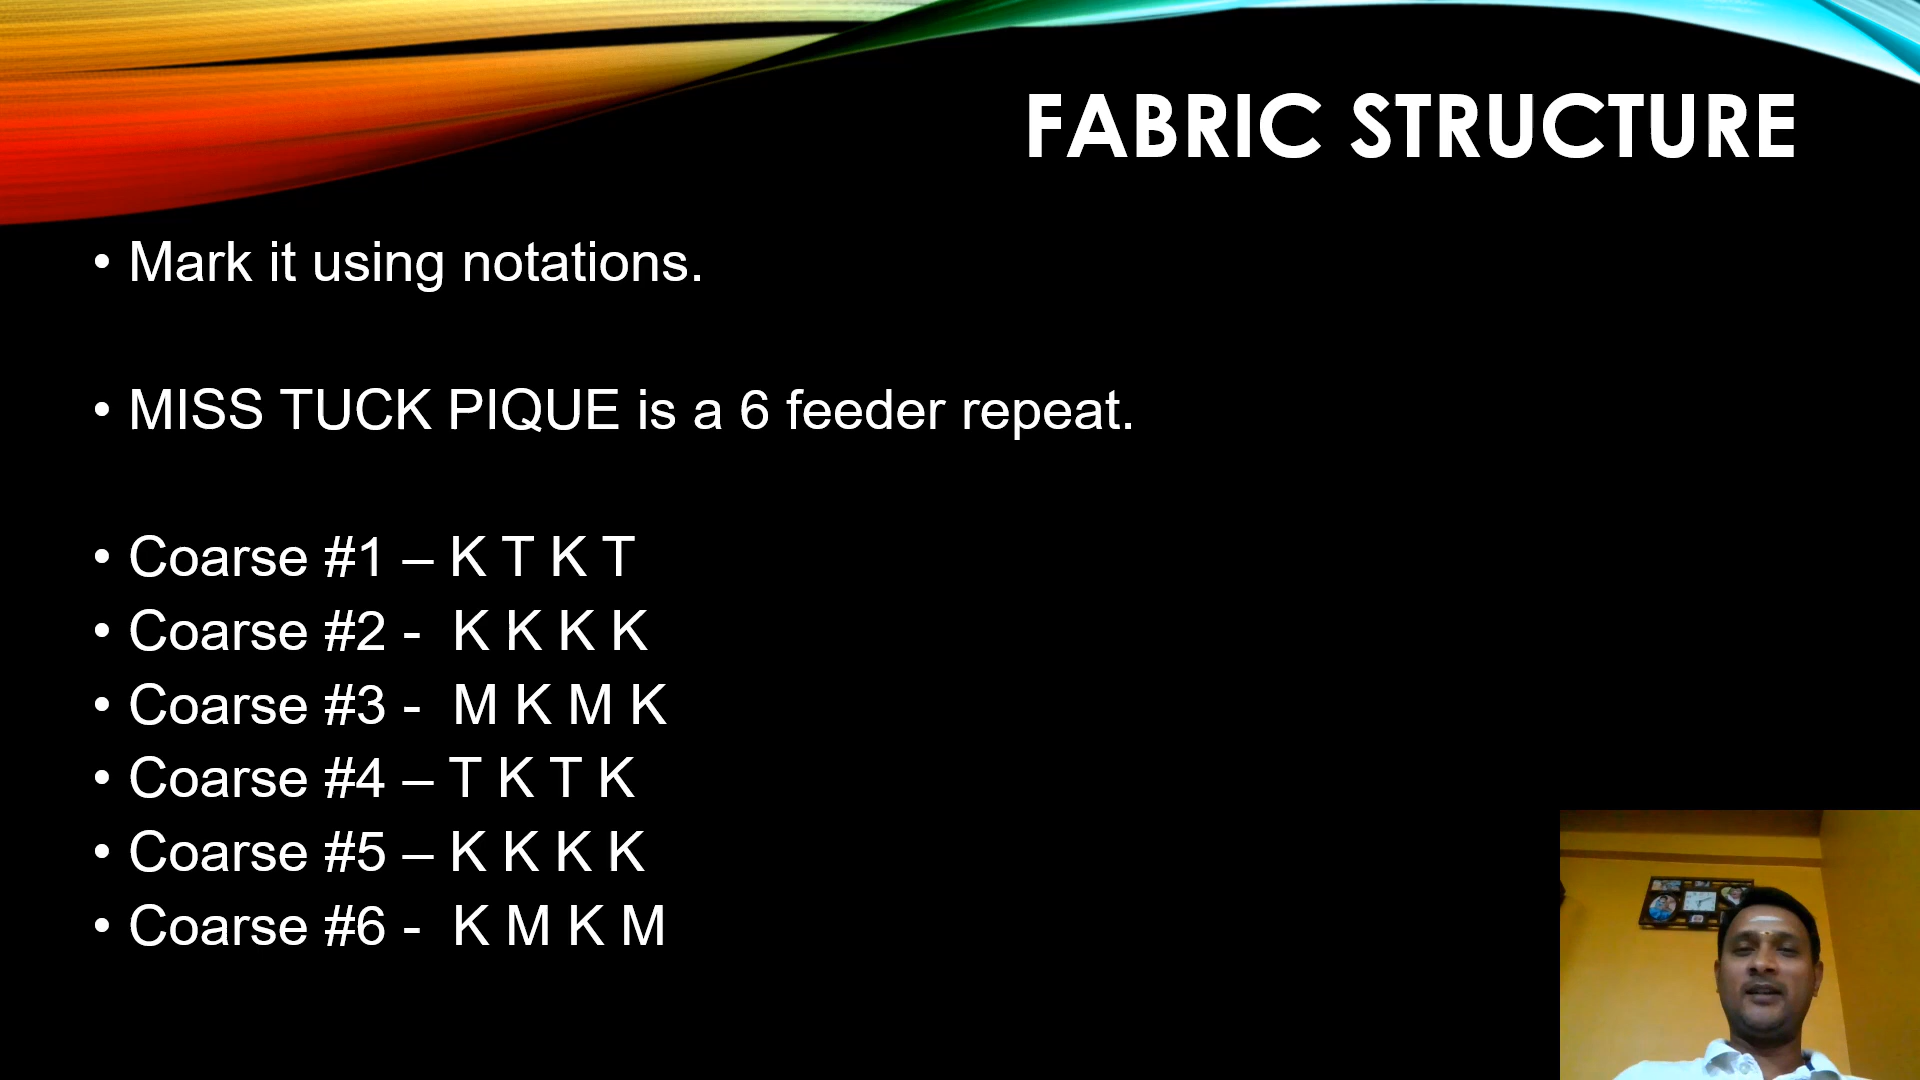 FABRIC STRUCTURE
• Mark it using notations.
• MISS TUCK PIQUE is a 6 feeder repeat.
• Coarse #1 – K T K T
• Coarse #2 - K K K K
• Coarse #3 - M K M K
• Coarse #4 – T K T K
• Coarse #5 – K K K K
• Coarse #6 - K M K M